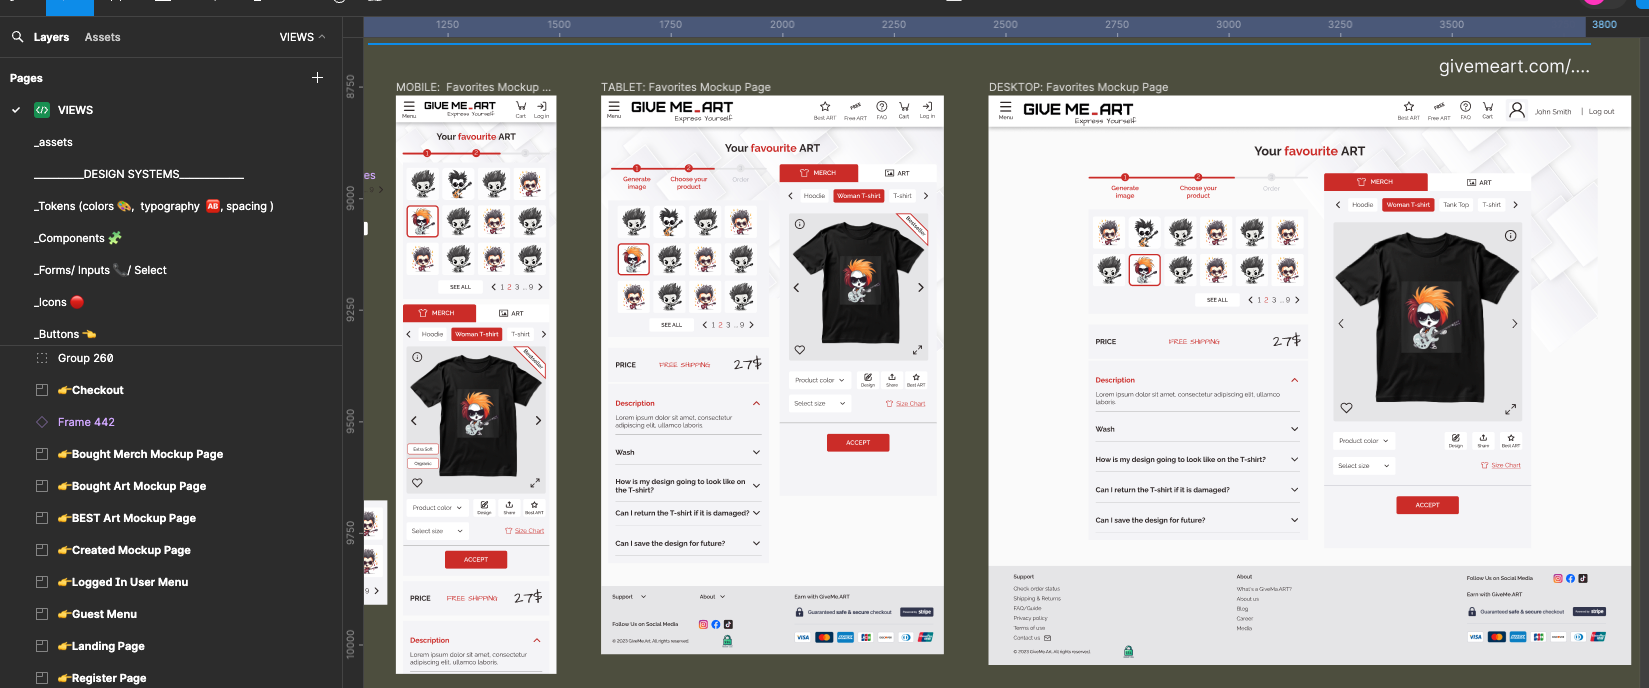 Layers
Assets
VIEWS
Pages
VIEWS
_assets
________DESIGN SYSTEMS__________
_Tokens (colors 🎨, typography 🆎, spacing )
_Components 🧩
_Forms/ Inputs 📞/ Select
_Icons 🔴
_Buttons 👈
Group 260
👉Checkout
Frame 442
👉Bought Merch Mockup Page
👉Bought Art Mockup Page
👉BEST Art Mockup Page
👉Created Mockup Page
👉Logged In User Menu
👉Guest Menu
👉Landing Page
👉Register Page
1250 1500 1750 2000 2250 2500 2750 3000 3250 3500 3800
8750
9000
9250
9500
9750
10000
givemeart.com/....
es
MOBILE: Favorites Mockup ...
Menu
GIVE ME_ART
Express Yourself
Cart
Log in
Your favourite ART
1 2
SEE ALL
1 2 3 ... 9
MERCH
ART
Hoodie
Woman T-shirt
T-shirt
Bestseller
Extra Soft
Organic
Product color
Design
Share
Best ART
Select size
Size Chart
ACCEPT
PRICE
FREE SHIPPING
27$
Description
Lorem ipsum dolor sit amet, consectetur
adipiscing elit, ullamco laboris.
TABLET: Favorites Mockup Page
Menu
GIVE ME_ART
Express Yourself
Best ART
FREE
Free ART
FAQ
Cart
Log in
Your favourite ART
1 2
Generate
image
Choose your
product
Order
SEE ALL
1 2 3 ... 9
PRICE
FREE SHIPPING
27$
Description
Lorem ipsum dolor sit amet, consectetur
adipiscing elit, ullamco laboris.
Wash
How is my design going to look like on
the T-shirt?
Can I return the T-shirt if it is damaged?
Can I save the design for future?
MERCH
ART
Hoodie
Woman T-shirt
T-shirt
Bestseller
Product color
Design
Share
Best ART
Select size
Size Chart
ACCEPT
Support
About
Earn with GiveMe.ART
Guaranteed safe & secure checkout
stripe
Follow Us on Social Media
© 2023 GiveMe.Art. All rights reserved.
VISA
DESKTOP: Favorites Mockup Page
Menu
GIVE ME_ART
Express Yourself
Best ART
FREE
Free ART
FAQ
Cart
John Smith
| Log out
Your favourite ART
1 2
Generate
image
Choose your
product
Order
SEE ALL
1 2 3 ... 9
PRICE
FREE SHIPPING
27$
Description
Lorem ipsum dolor sit amet, consectetur adipiscing elit, ullamco
laboris.
Wash
How is my design going to look like on the T-shirt?
Can I return the T-shirt if it is damaged?
Can I save the design for future?
MERCH
ART
Hoodie
Woman T-shirt
Tank Top
T-shirt
Product color
Design
Share
Best ART
Select size
Size Chart
ACCEPT
Support
Check order status
Shipping & Returns
FAQ/Guide
Privacy policy
Terms of use
Contact us
© 2023 GiveMe.Art. All rights reserved.
About
What's a GiveMe.ART?
About us
Blog
Career
Media
Follow Us on Social Media
Earn with GiveMe.ART
Guaranteed safe & secure checkout
stripe
VISA